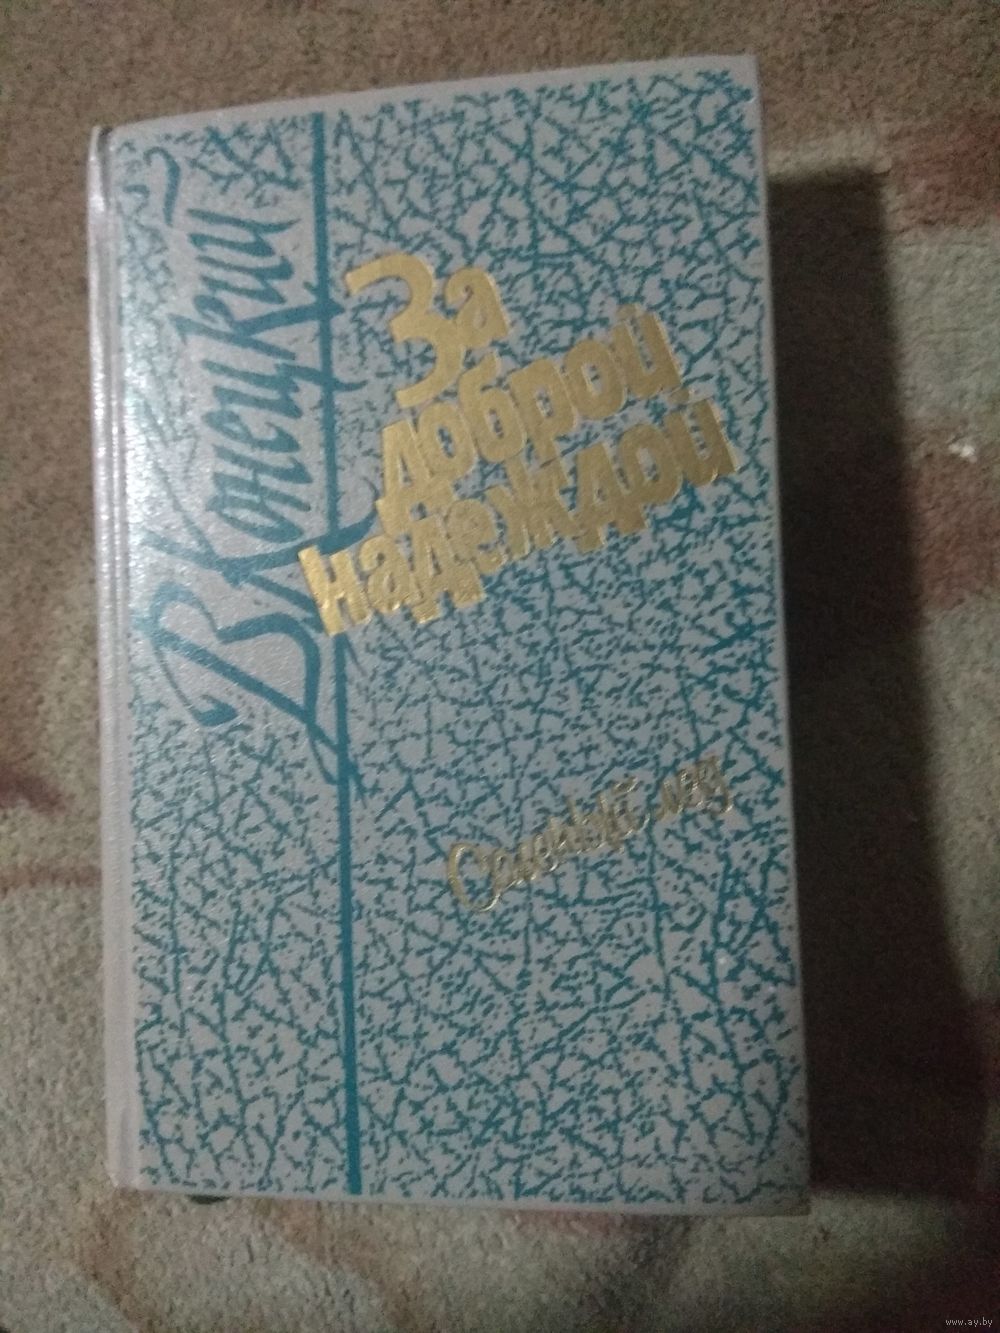 В.Конецкий
За
доброй
надеждой
Соленый лед
www.ay.by